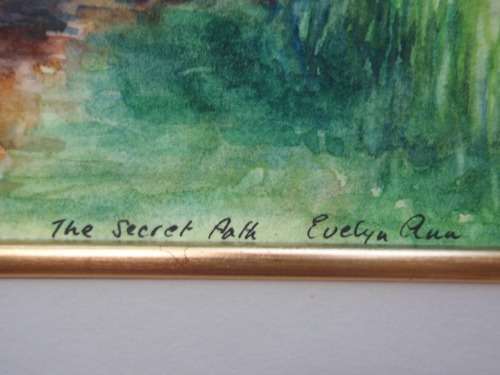 The Secret Path Evelyn Ann